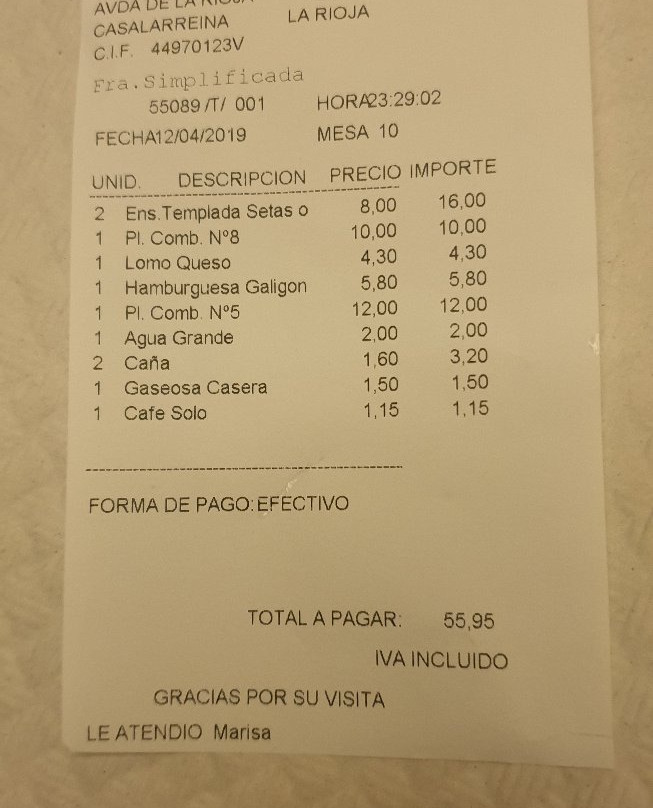 AVDA DE LA RIOJA
CASALARREINA LA RIOJA
C.I.F. 44970123V
Fra.Simplificada
55089 /T/ 001 HORA23:29:02
FECHA12/04/2019 MESA 10
UNID. DESCRIPCION PRECIO IMPORTE
2 Ens.Templada Setas o 8,00 16,00
1 Pl. Comb. Nº8 10,00 10,00
1 Lomo Queso 4,30 4,30
1 Hamburguesa Galigon 5,80 5,80
1 Pl. Comb. Nº5 12,00 12,00
1 Agua Grande 2,00 2,00
2 Caña 1,60 3,20
1 Gaseosa Casera 1,50 1,50
1 Cafe Solo 1,15 1,15
FORMA DE PAGO:EFECTIVO
TOTAL A PAGAR: 55,95
IVA INCLUIDO
GRACIAS POR SU VISITA
LE ATENDIO Marisa